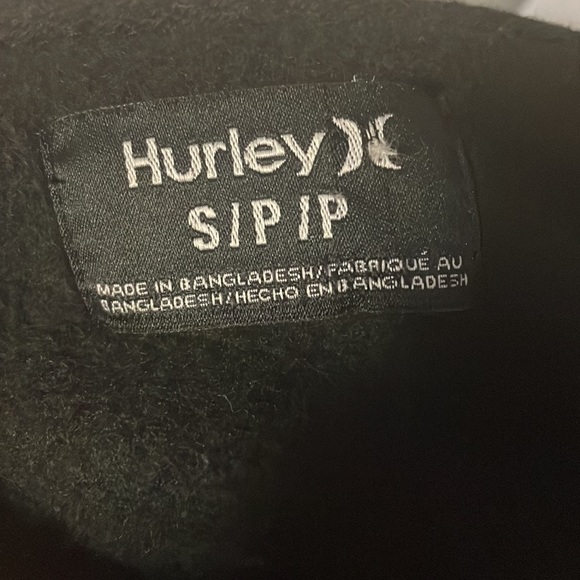 Hurley
S/P/P
MADE IN BANGLADESH/FABRIQUÉ AU
BANGLADESH/HECHO EN BANGLADESH